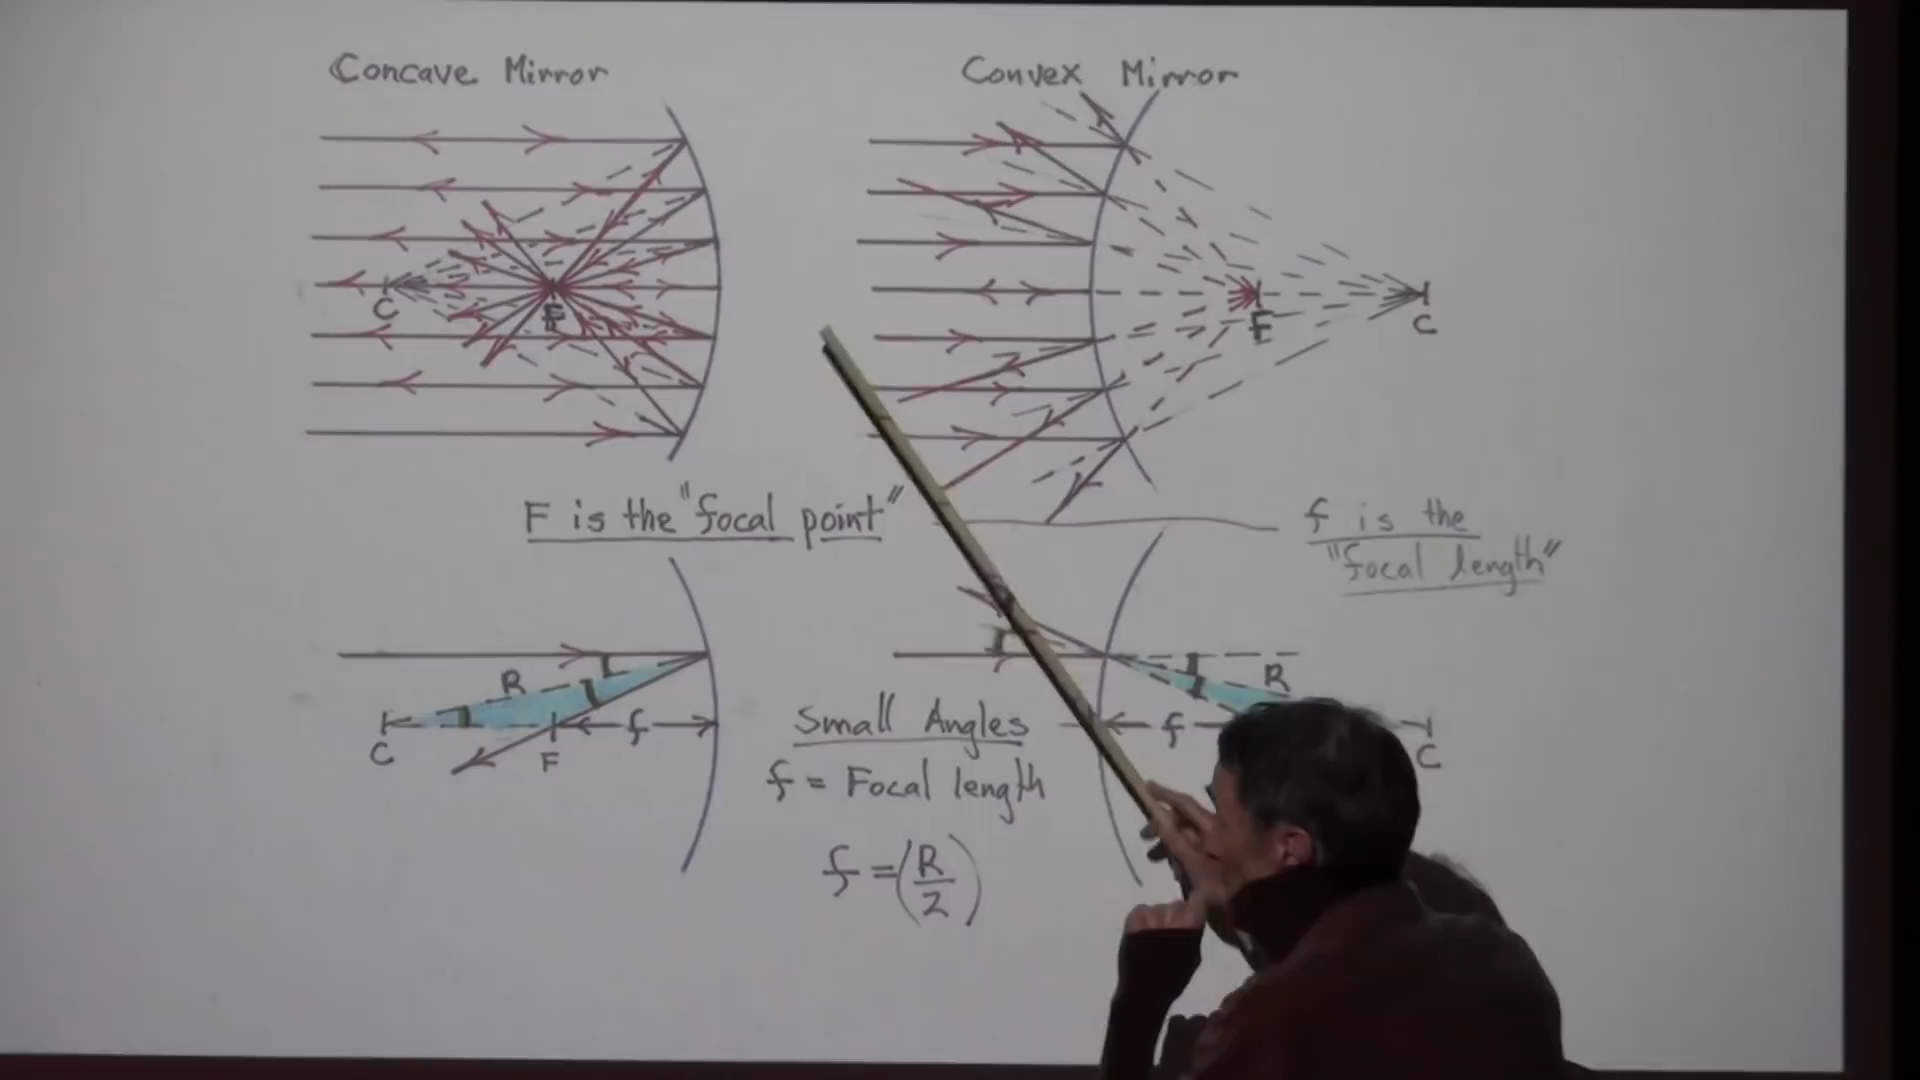 Concave Mirror
Convex Mirror
C
F
F
C
F is the "focal point"
f is the
"focal length"
R
R
C
F
f
Small Angles
f
C
f = Focal length
f = (R/2)